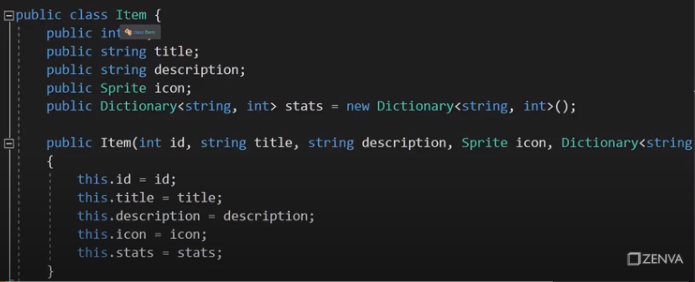 public class Item {
public int
class Item
public string title;
public string description;
public Sprite icon;
public Dictionary<string, int> stats = new Dictionary<string, int>();
public Item(int id, string title, string description, Sprite icon, Dictionary<string
{
this.id = id;
this.title = title;
this.description = description;
this.icon = icon;
this.stats = stats;
}
ZENVA